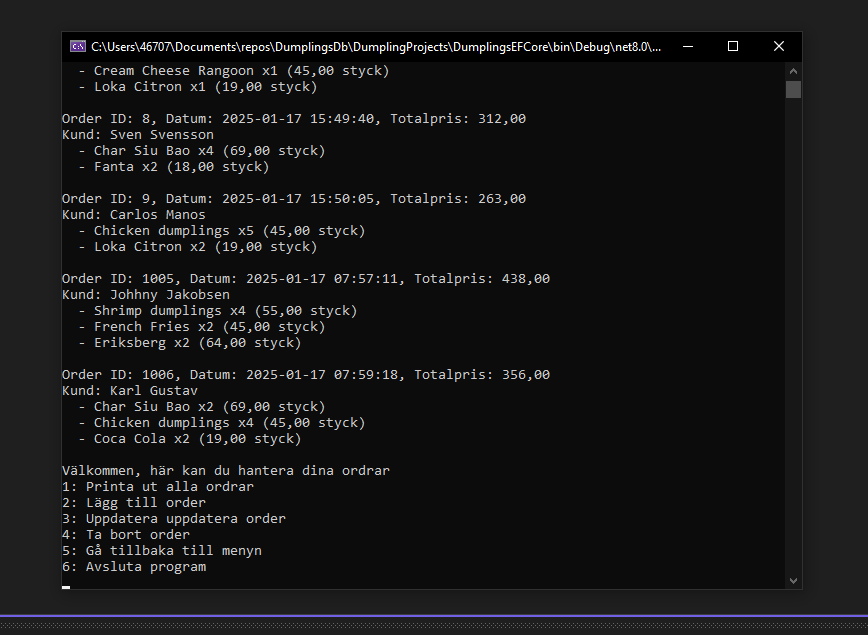 C:\Users\46707\Documents\repos\DumplingsDb\DumplingProjects\DumplingsEFCore\bin\Debug\net8.0\...
- Cream Cheese Rangoon x1 (45,00 styck)
- Loka Citron x1 (19,00 styck)
Order ID: 8, Datum: 2025-01-17 15:49:40, Totalpris: 312,00
Kund: Sven Svensson
- Char Siu Bao x4 (69,00 styck)
- Fanta x2 (18,00 styck)
Order ID: 9, Datum: 2025-01-17 15:50:05, Totalpris: 263,00
Kund: Carlos Manos
- Chicken dumplings x5 (45,00 styck)
- Loka Citron x2 (19,00 styck)
Order ID: 1005, Datum: 2025-01-17 07:57:11, Totalpris: 438,00
Kund: Johhny Jakobsen
- Shrimp dumplings x4 (55,00 styck)
- French Fries x2 (45,00 styck)
- Eriksberg x2 (64,00 styck)
Order ID: 1006, Datum: 2025-01-17 07:59:18, Totalpris: 356,00
Kund: Karl Gustav
- Char Siu Bao x2 (69,00 styck)
- Chicken dumplings x4 (45,00 styck)
- Coca Cola x2 (19,00 styck)
Välkommen, här kan du hantera dina ordrar
1: Printa ut alla ordrar
2: Lägg till order
3: Uppdatera uppdatera order
4: Ta bort order
5: Gå tillbaka till menyn
6: Avsluta program